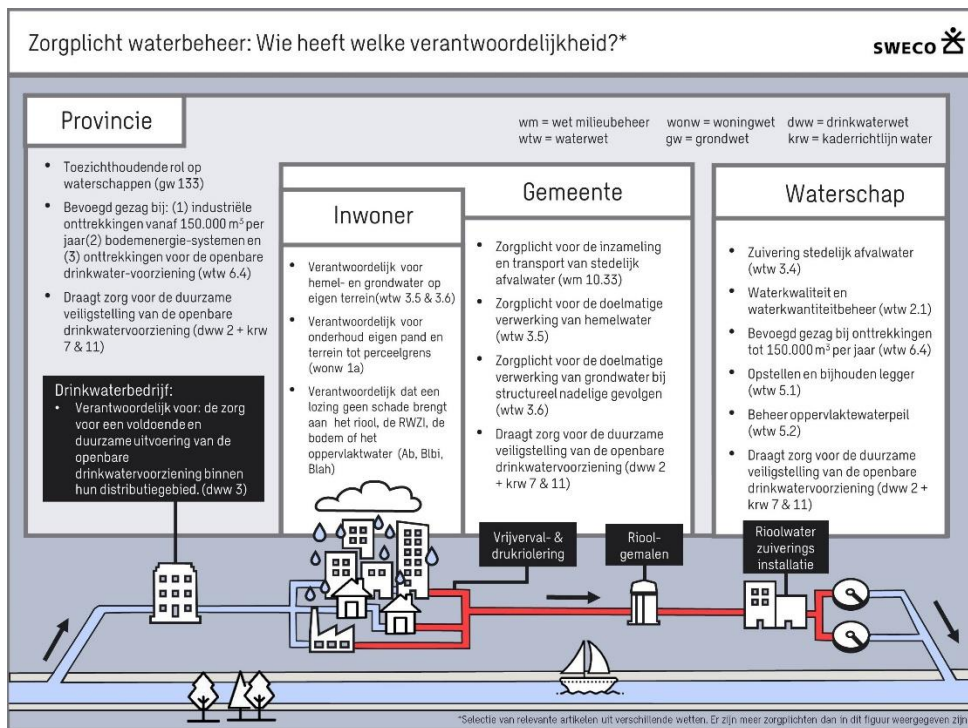 Zorgplicht waterbeheer: Wie heeft welke verantwoordelijkheid?*
SWECO
Provincie
• Toezichthoudende rol op
waterschappen (gw 133)
• Bevoegd gezag bij: (1) industriële
onttrekkingen vanaf 150.000 m³ per
jaar(2) bodemenergie-systemen en
(3) onttrekkingen voor de openbare
drinkwater-voorziening (wtw 6.4)
• Draagt zorg voor de duurzame
veiligstelling van de openbare
drinkwatervoorziening (dww 2 + krw
7 & 11)
Drinkwaterbedrijf:
• Verantwoordelijk voor: de zorg
voor een voldoende en
duurzame uitvoering van de
openbare
drinkwatervoorziening binnen
hun distributiegebied. (dww 3)
wm = wet milieubeheer wonw = woningwet dww = drinkwaterwet
wtw = waterwet gw = grondwet krw = kaderrichtlijn water
Inwoner
• Verantwoordelijk voor
hemel- en grondwater op
eigen terrein(wtw 3.5 & 3.6)
• Verantwoordelijk voor
onderhoud eigen pand en
terrein tot perceelgrens
(wonw 1a)
• Verantwoordelijk dat een
lozing geen schade brengt
aan het riool, de RWZI, de
bodem of het
oppervlaktwater (Ab, Blbi,
Blah)
Gemeente
• Zorgplicht voor de inzameling
en transport van stedelijk
afvalwater (wm 10.33)
• Zorgplicht voor de doelmatige
verwerking van hemelwater
(wtw 3.5)
• Zorgplicht voor de doelmatige
verwerking van grondwater bij
structureel nadelige gevolgen
(wtw 3.6)
• Draagt zorg voor de duurzame
veiligstelling van de openbare
drinkwatervoorziening (dww 2
+ krw 7 & 11)
Waterschap
• Zuivering stedelijk afvalwater
(wtw 3.4)
• Waterkwaliteit en
waterkwantiteitbeheer (wtw 2.1)
• Bevoegd gezag bij onttrekkingen
tot 150.000 m³ per jaar (wtw 6.4)
• Opstellen en bijhouden legger
(wtw 5.1)
• Beheer oppervlaktewaterpeil
(wtw 5.2)
• Draagt zorg voor de duurzame
veiligstelling van de openbare
drinkwatervoorziening (dww 2 +
krw 7 & 11)
Vrijverval- &
drukriolering
Riool-
gemalen
Rioolwater
zuiverings
installatie
*Selectie van relevante artikelen uit verschillende wetten. Er zijn meer zorgplichten dan in dit figuur weergegeven zijn